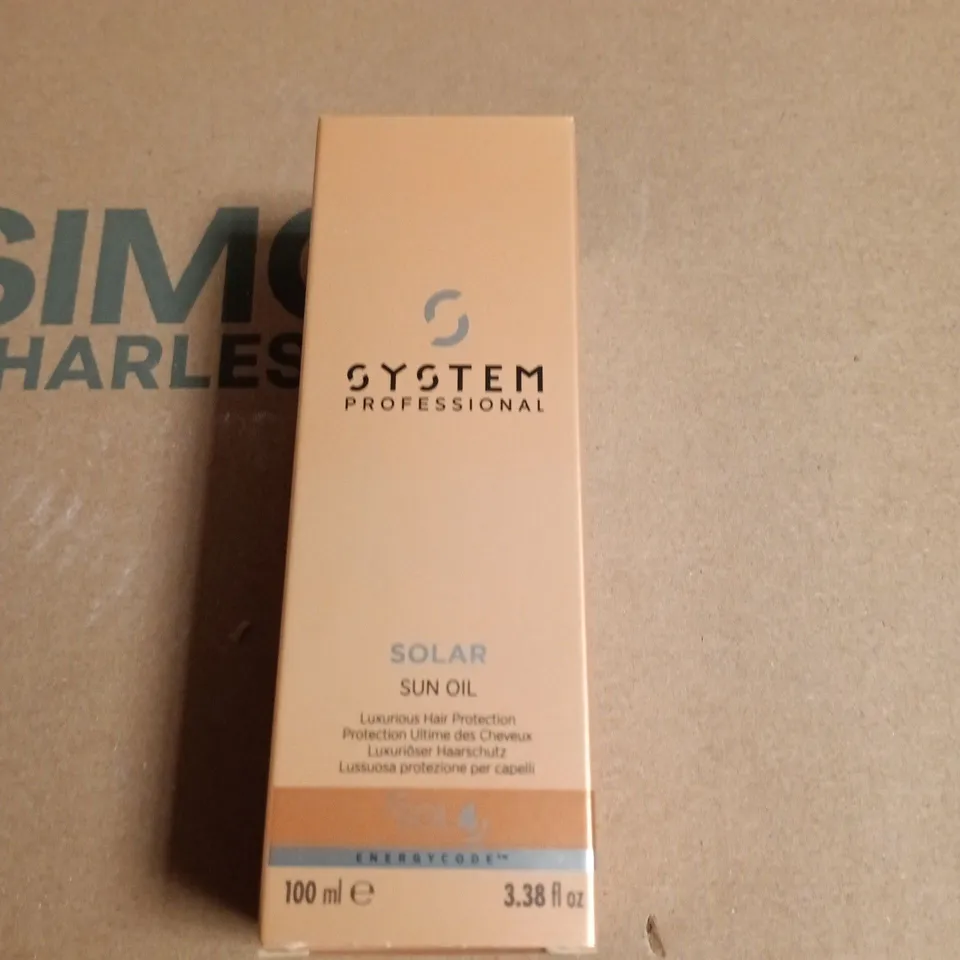 SIMO
HARLES
SYSTEM
PROFESSIONAL
SOLAR
SUN OIL
Luxurious Hair Protection
Protection Ultime des Cheveux
Luxuriöser Haarschutz
Lussuosa protezione per capelli
ENERGYCODE™
100 ml ℮ 3.38 fl oz